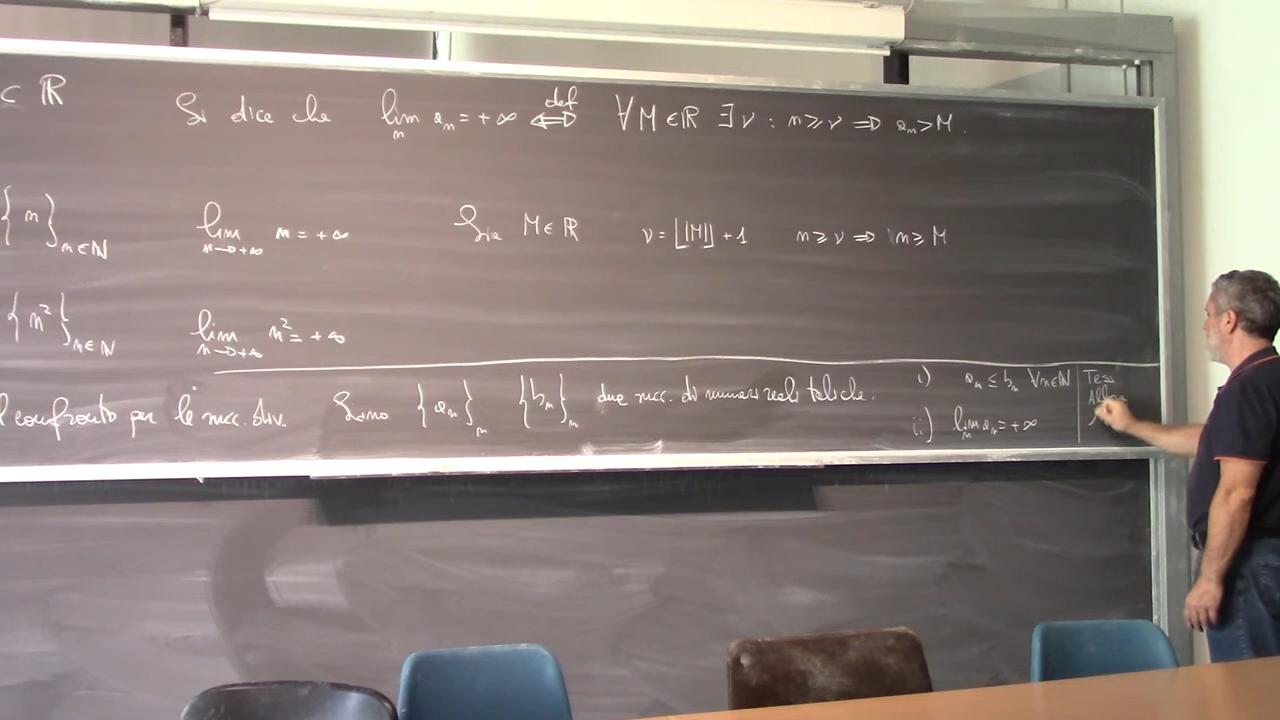 ⊂ ℝ Si dice che lim_n a_n = +∞ ⟺^def ∀ M ∈ ℝ ∃ ν : n ≥ ν ⟹ a_n > M.
{n}_{n∈ℕ} lim_{n→+∞} n = +∞ Sia M ∈ ℝ ν = ⌊|M|⌋ + 1 n ≥ ν ⟹ n ≥ M
{n²}_{n∈ℕ} lim_{n→+∞} n² = +∞
confronto per le succ. div. Siano {a_n}_n {b_n}_n due succ. di numeri reali tali che.
i) a_n ≤ b_n ∀n∈ℕ
ii) lim_n a_n = +∞
Tesi